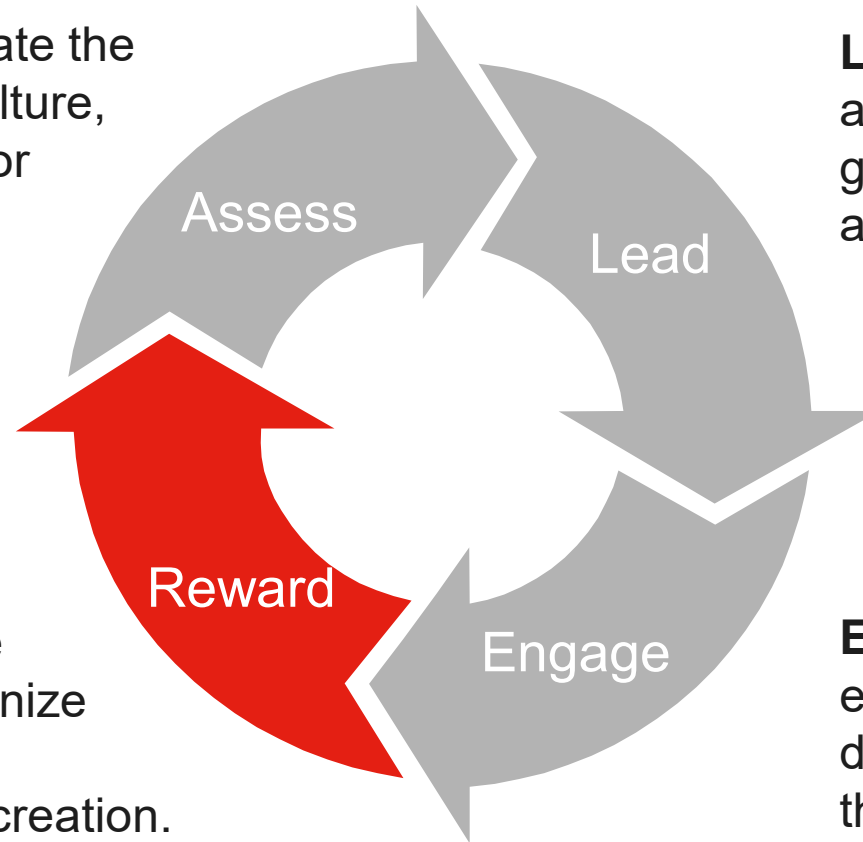 ate the
lture,
or
L
a
g
a
Assess
Lead
Reward
Engage
e
nize
creation.
E
e
d
th